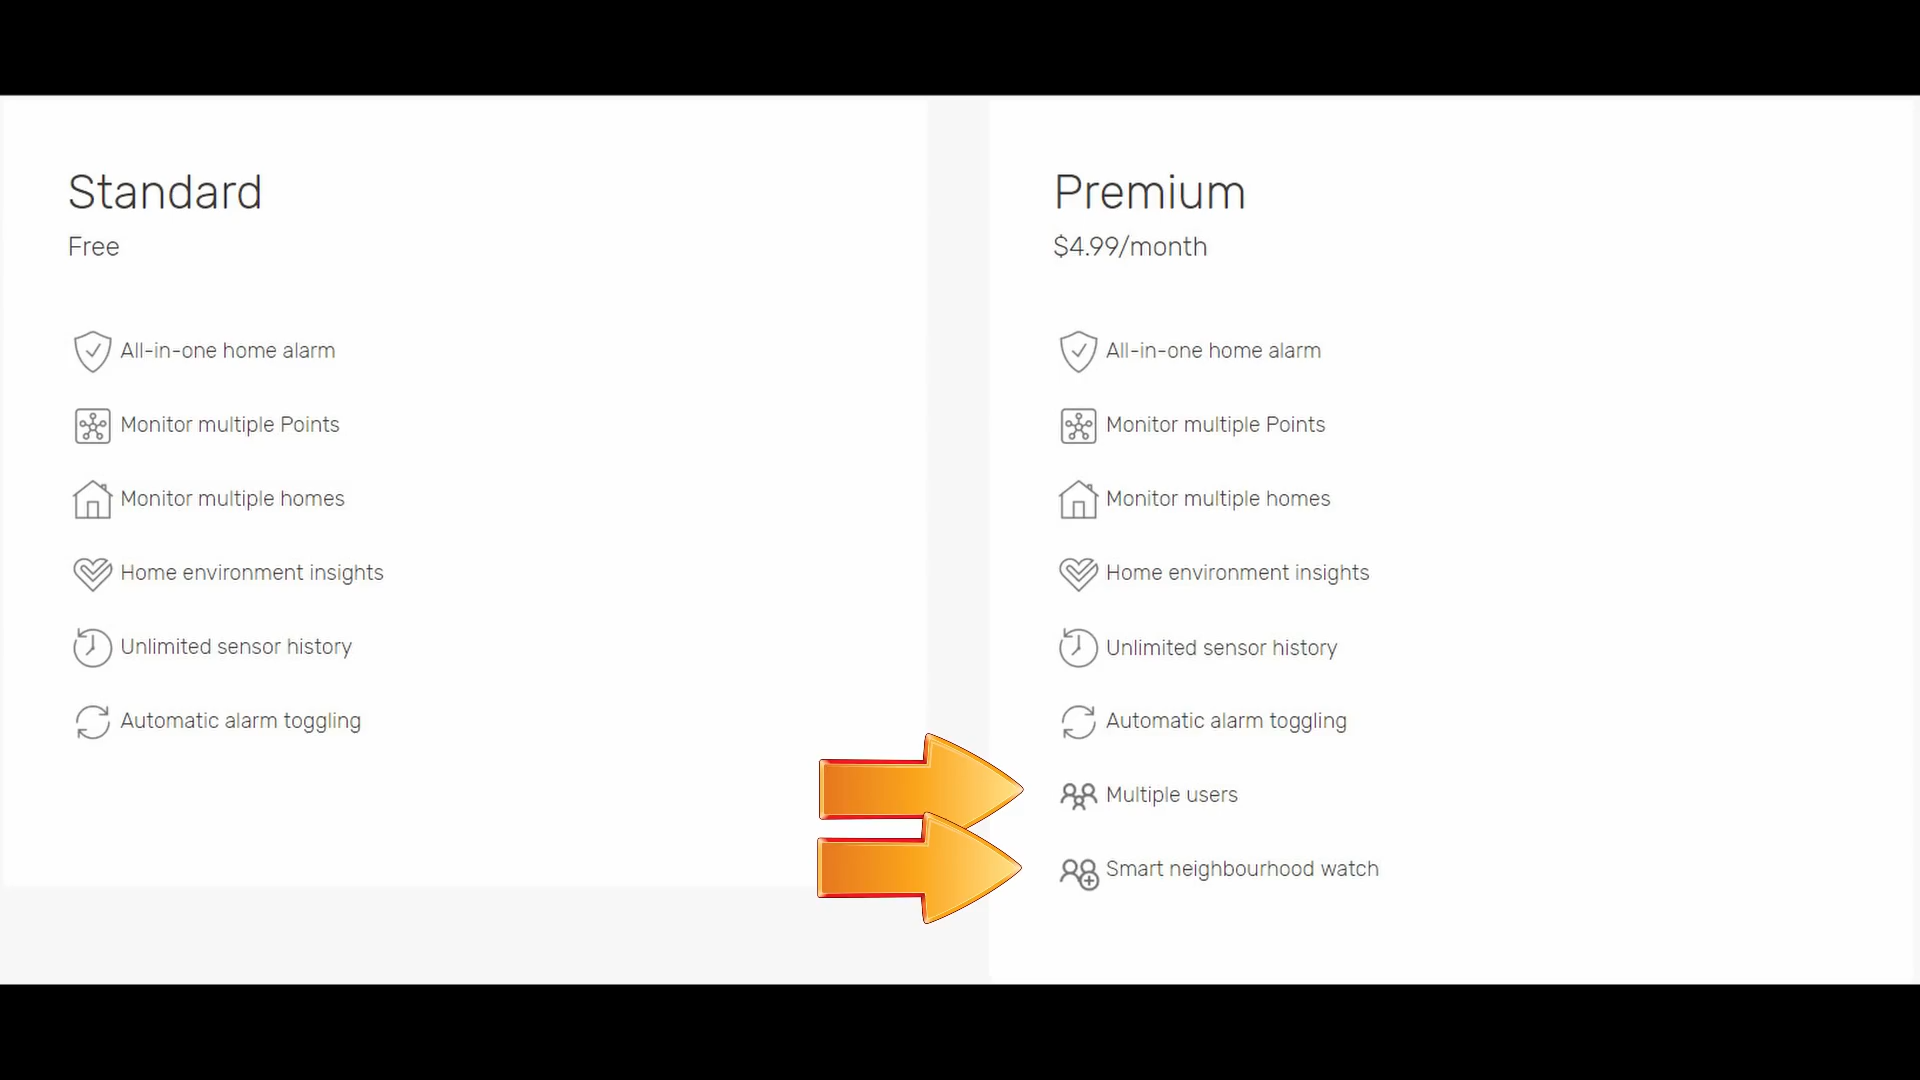 Standard
Free
All-in-one home alarm
Monitor multiple Points
Monitor multiple homes
Home environment insights
Unlimited sensor history
Automatic alarm toggling
Premium
$4.99/month
All-in-one home alarm
Monitor multiple Points
Monitor multiple homes
Home environment insights
Unlimited sensor history
Automatic alarm toggling
Multiple users
Smart neighbourhood watch